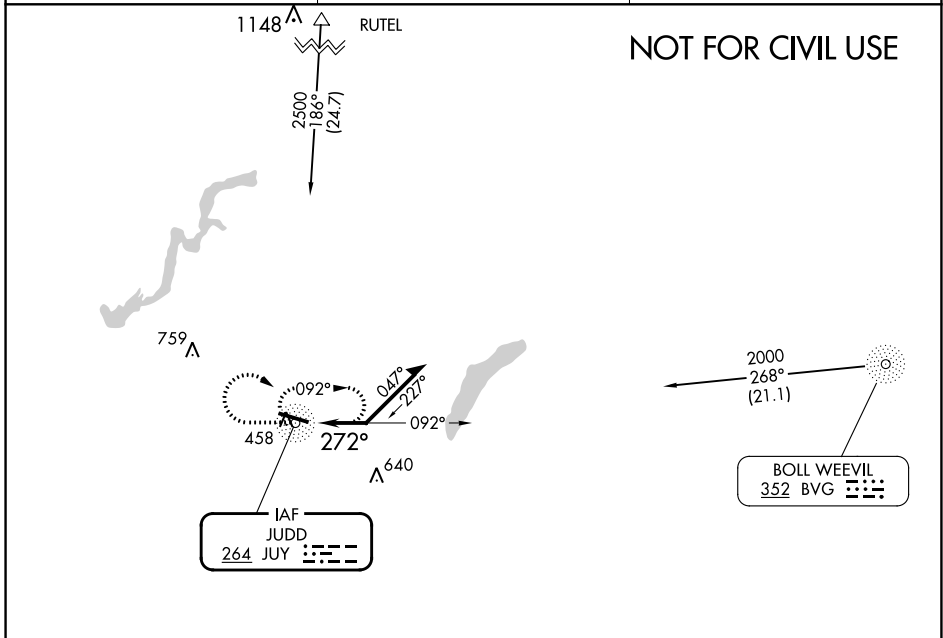 1148
RUTEL
NOT FOR CIVIL USE
2500
186°
(24.7)
759
2000
268°
(21.1)
092°
047°
227°
092°
458
272°
640
BOLL WEEVIL
352 BVG
IAF
JUDD
264 JUY